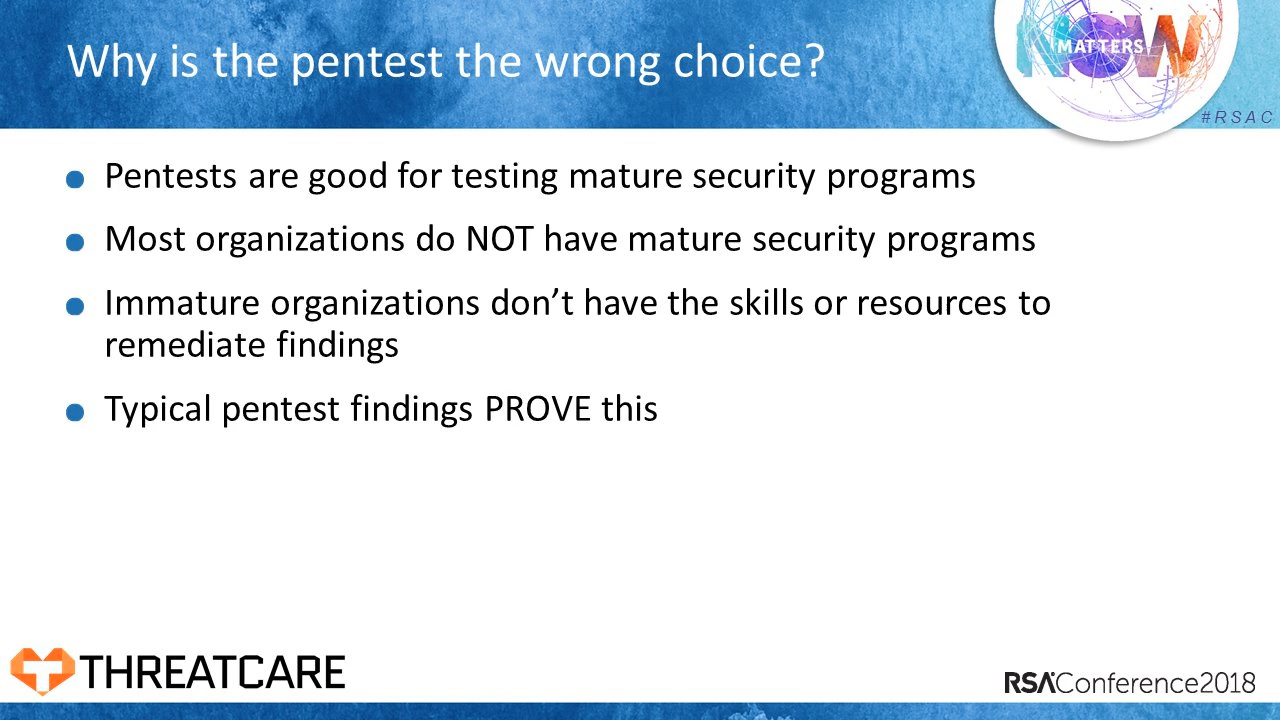 Why is the pentest the wrong choice?
NOW
MATTERS
#RSAC
Pentests are good for testing mature security programs
Most organizations do NOT have mature security programs
Immature organizations don’t have the skills or resources to
remediate findings
Typical pentest findings PROVE this
THREATCARE
RSAConference2018